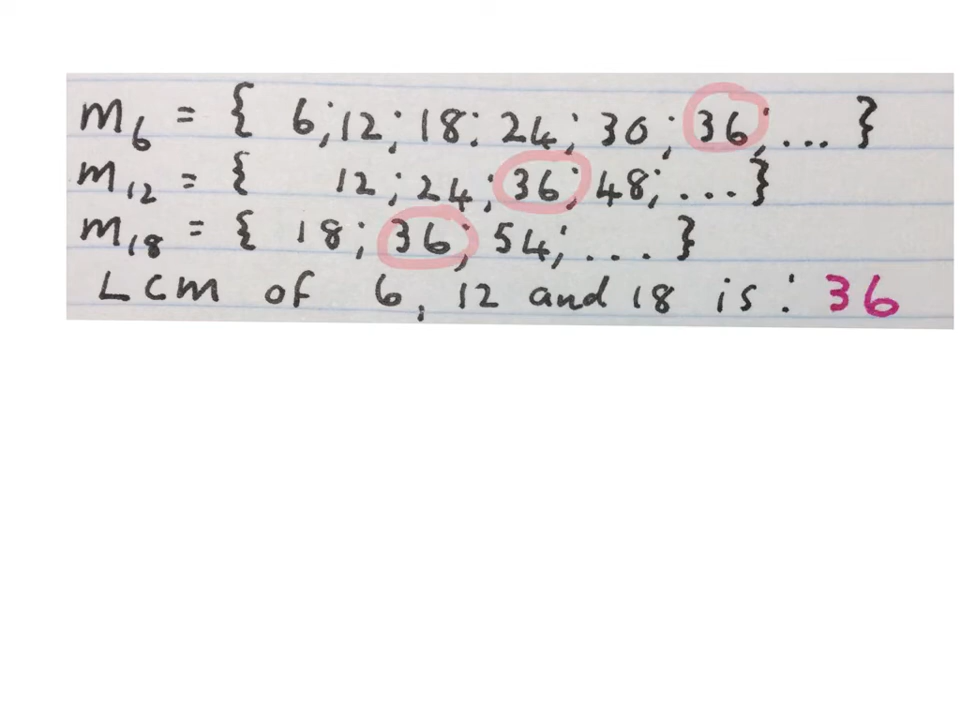 m₆ = { 6; 12; 18; 24; 30; 36; ... }
m₁₂ = { 12; 24; 36; 48; ... }
m₁₈ = { 18; 36; 54; ... }
LCM of 6, 12 and 18 is: 36